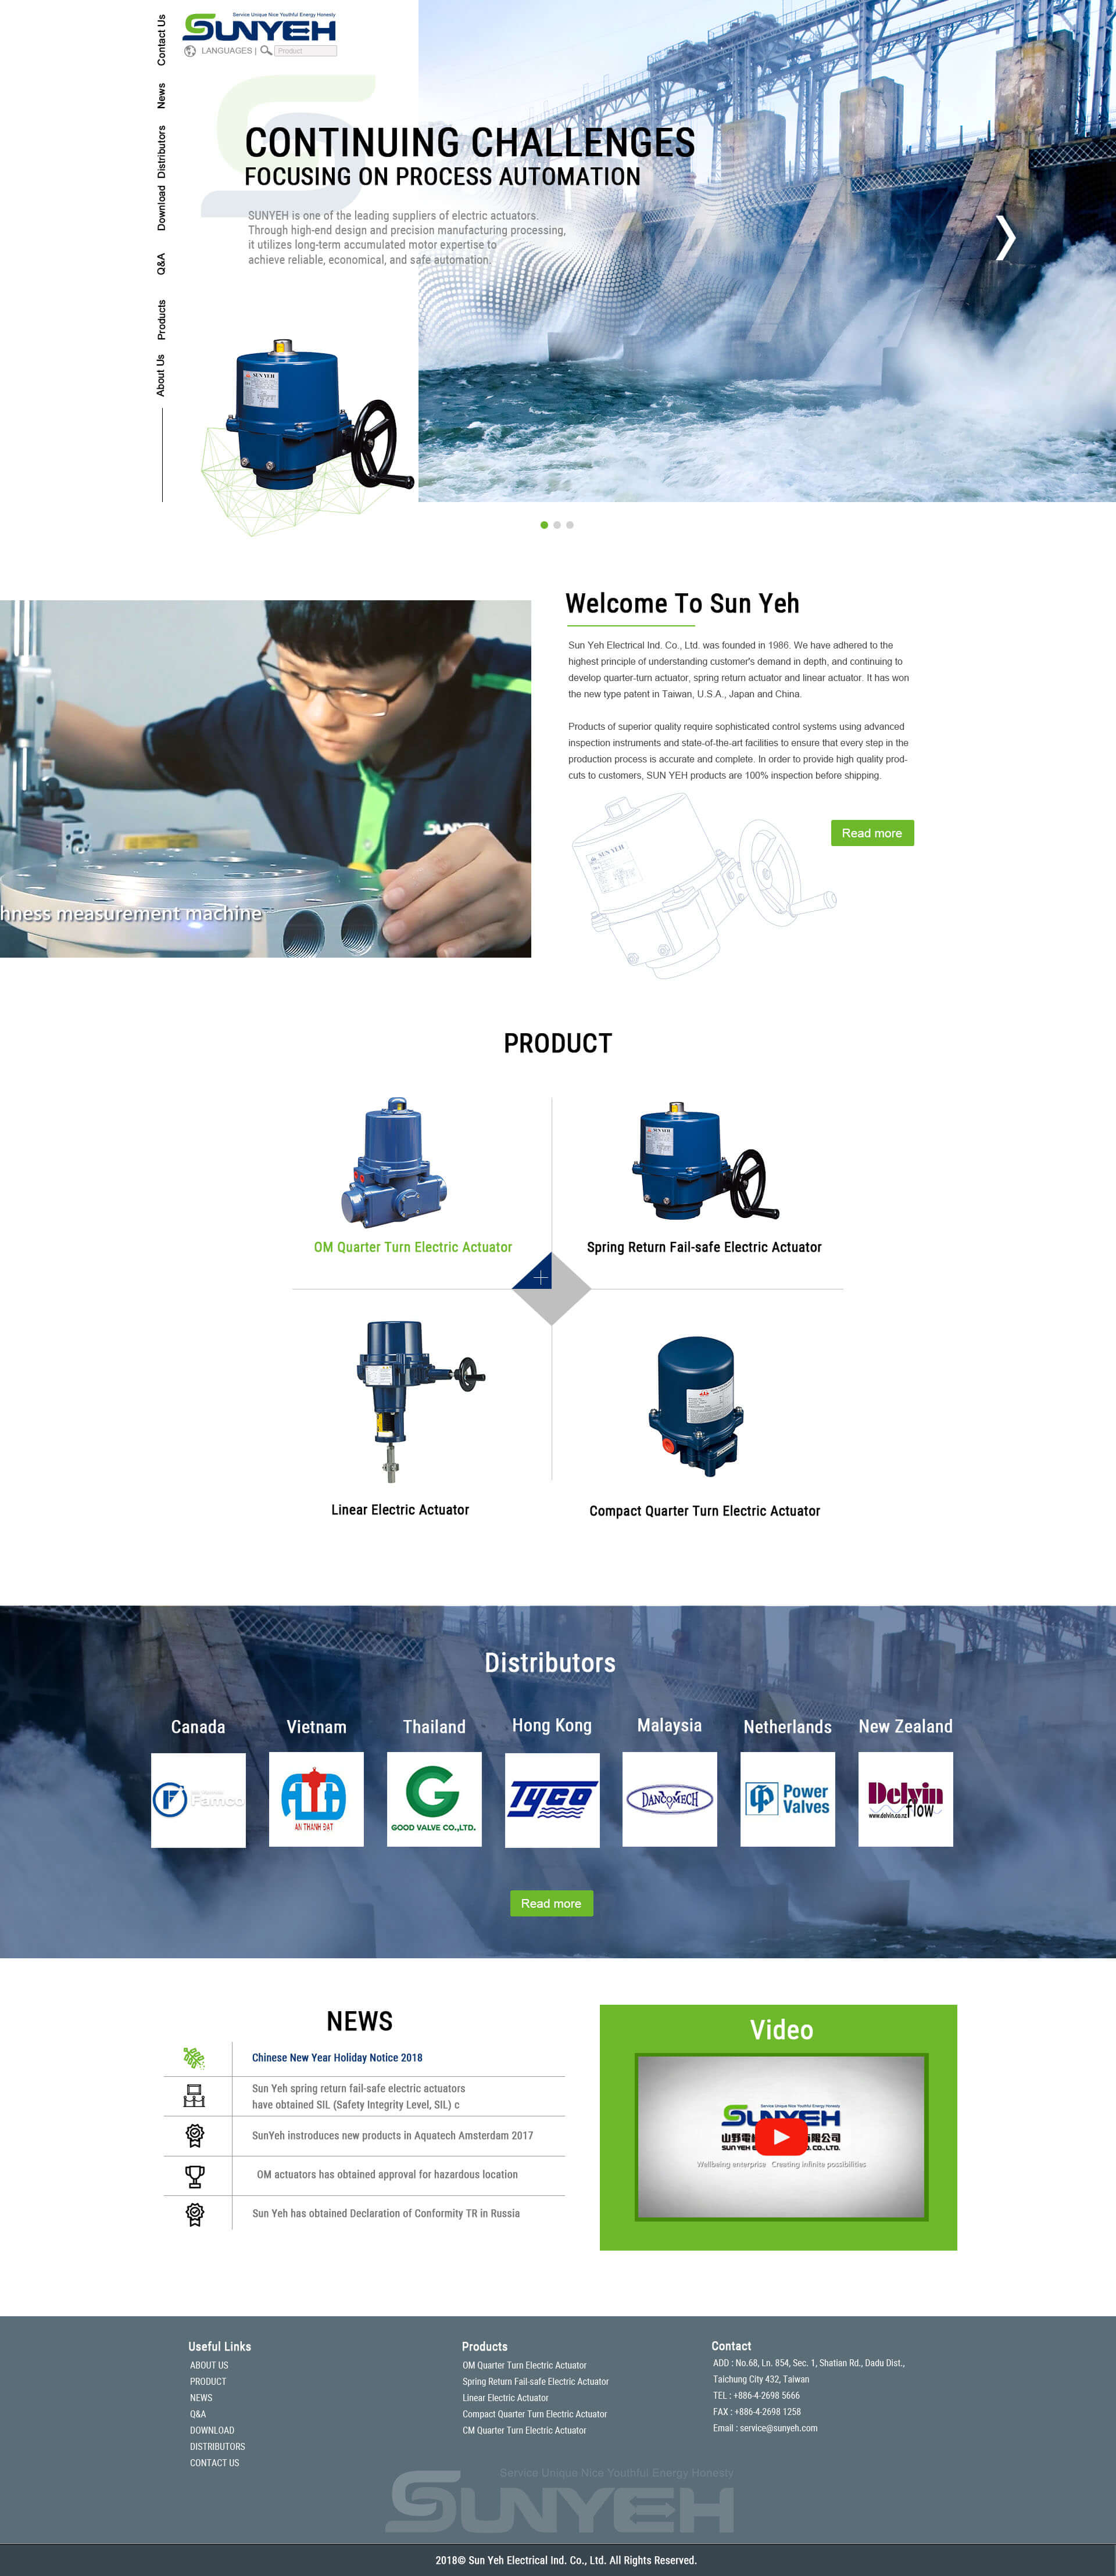 Contact Us
News
Distributors
Download
Q&A
Products
About Us
Service Unique Nice Youthful Energy Honesty
SUNYEH
LANGUAGES |
Product
CONTINUING CHALLENGES
FOCUSING ON PROCESS AUTOMATION
SUNYEH is one of the leading suppliers of electric actuators.
Through high-end design and precision manufacturing processing,
it utilizes long-term accumulated motor expertise to
achieve reliable, economical, and safe automation.
SUN YEH
Welcome To Sun Yeh
Sun Yeh Electrical Ind. Co., Ltd. was founded in 1986. We have adhered to the
highest principle of understanding customer's demand in depth, and continuing to
develop quarter-turn actuator, spring return actuator and linear actuator. It has won
the new type patent in Taiwan, U.S.A., Japan and China.
Products of superior quality require sophisticated control systems using advanced
inspection instruments and state-of-the-art facilities to ensure that every step in the
production process is accurate and complete. In order to provide high quality prod-
cuts to customers, SUN YEH products are 100% inspection before shipping.
SUNYEH
hness measurement machine
SUN YEH
Read more
PRODUCT
SUN YEH
OM Quarter Turn Electric Actuator
Spring Return Fail-safe Electric Actuator
Linear Electric Actuator
Compact Quarter Turn Electric Actuator
Distributors
Canada
Vietnam
Thailand
Hong Kong
Malaysia
Netherlands
New Zealand
Famco
ATD
AN THANH ĐẠT
G
GOOD VALVE CO.,LTD.
Tyco
DANCOMECH
Power
Valves
Delvin
flow
www.delvin.co.nz
Read more
NEWS
Chinese New Year Holiday Notice 2018
Sun Yeh spring return fail-safe electric actuators
have obtained SIL (Safety Integrity Level, SIL) c
SunYeh instroduces new products in Aquatech Amsterdam 2017
OM actuators has obtained approval for hazardous location
Sun Yeh has obtained Declaration of Conformity TR in Russia
Video
Service Unique Nice Youthful Energy Honesty
SUNYEH
山野電
限公司
SUN YEH
CO.,LTD.
Wellbeing enterprise Creating infinite possibilities
Useful Links
ABOUT US
PRODUCT
NEWS
Q&A
DOWNLOAD
DISTRIBUTORS
CONTACT US
Products
OM Quarter Turn Electric Actuator
Spring Return Fail-safe Electric Actuator
Linear Electric Actuator
Compact Quarter Turn Electric Actuator
CM Quarter Turn Electric Actuator
Contact
ADD : No.68, Ln. 854, Sec. 1, Shatian Rd., Dadu Dist.,
Taichung City 432, Taiwan
TEL : +886-4-2698 5666
FAX : +886-4-2698 1258
Email : service@sunyeh.com
Service Unique Nice Youthful Energy Honesty
SUNYEH
2018© Sun Yeh Electrical Ind. Co., Ltd. All Rights Reserved.